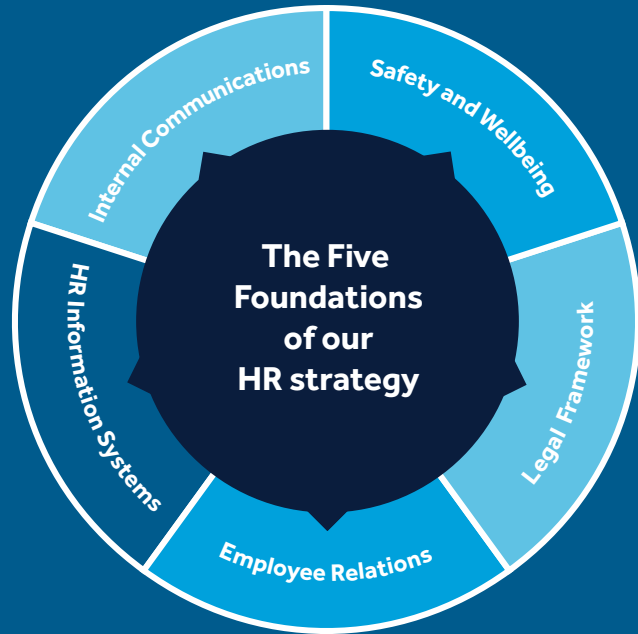 Internal Communications
Safety and Wellbeing
The Five
Foundations
of our
HR strategy
HR Information Systems
Legal Framework
Employee Relations